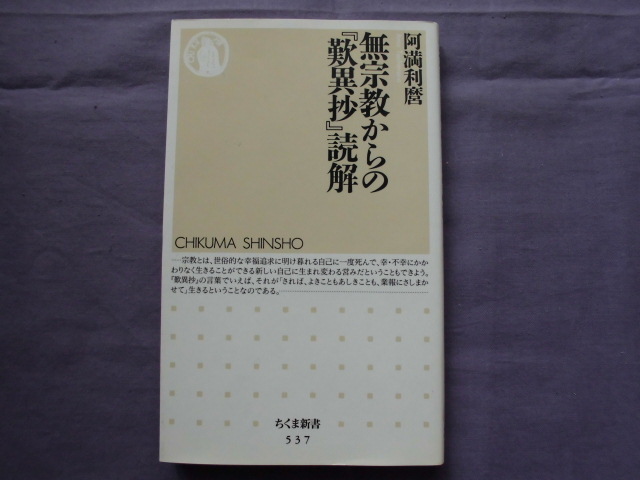 阿満利麿
無宗教からの
『歎異抄』読解
CHIKUMA SHINSHO
……宗教とは、世俗的な幸福追求に明け暮れる自己に一度死んで、幸・不幸にかか
わりなく生きることができる新しい自己に生まれ変わる営みだということもできよう。
『歎異抄』の言葉でいえば、それが「されば、よきこともあしきことも、業報にさしまか
せて」生きるということなのである。
ちくま新書
537